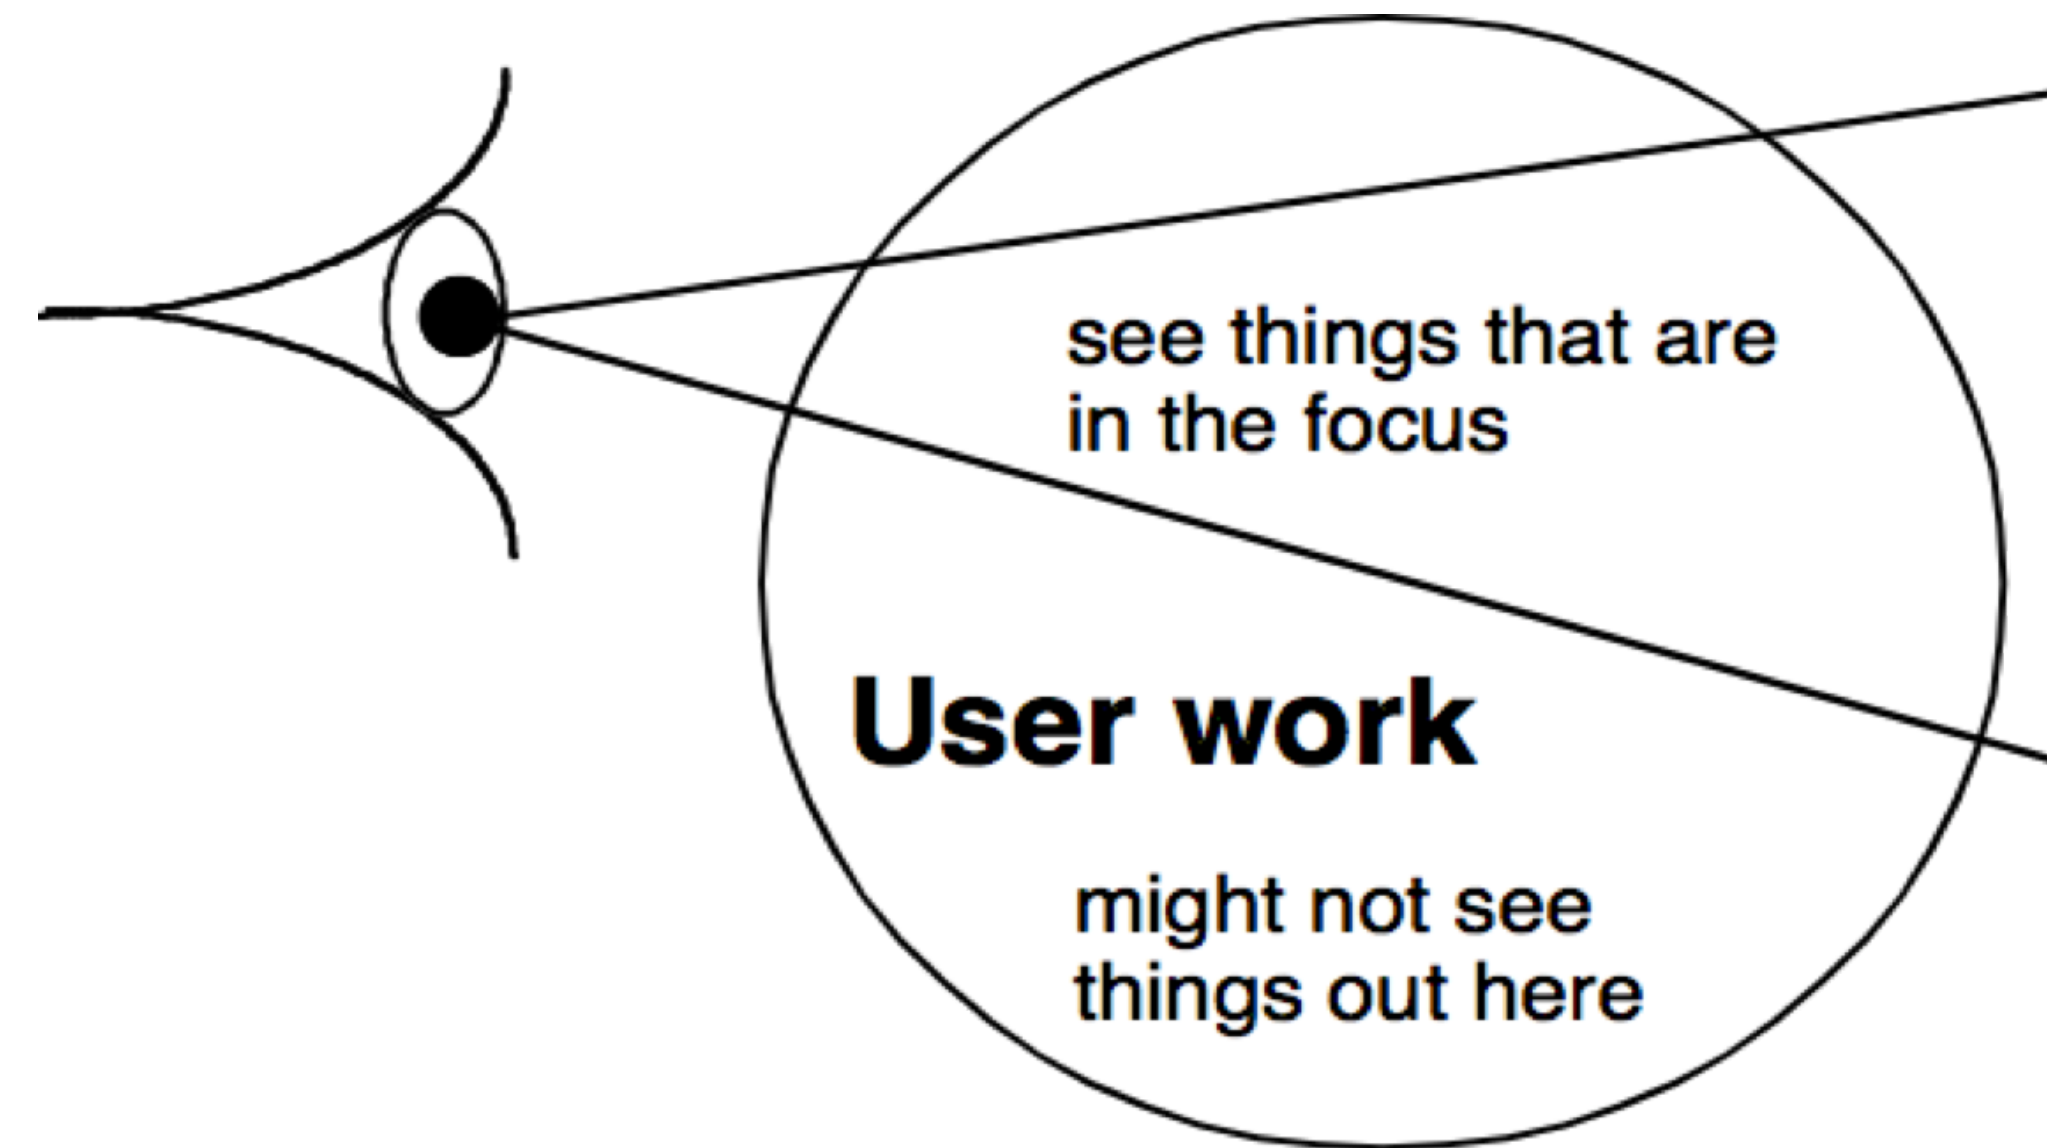 see things that are
in the focus
User work
might not see
things out here